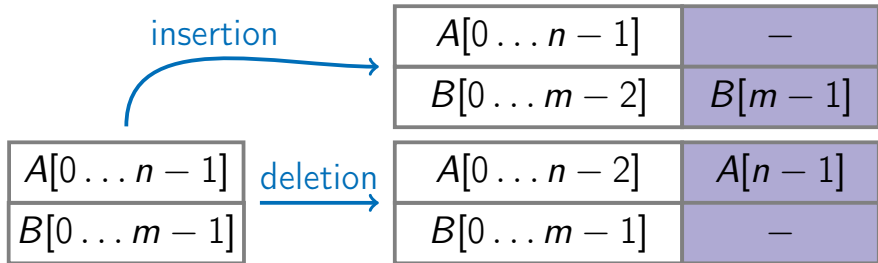 insertion
A[0 … n − 1] −
B[0 … m − 2] B[m − 1]
A[0 … n − 1]
B[0 … m − 1]
deletion
A[0 … n − 2] A[n − 1]
B[0 … m − 1] −